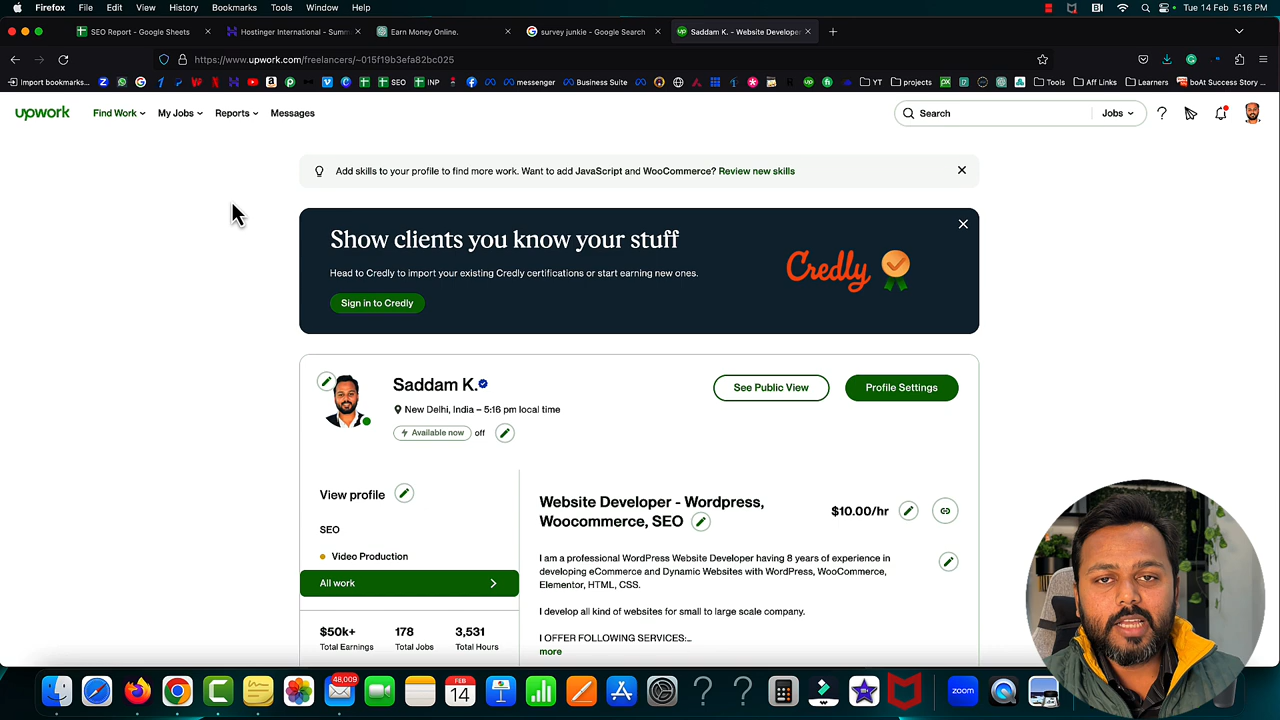 Firefox File Edit View History Bookmarks Tools Window Help
Tue 14 Feb 5:16 PM
SEO Report - Google Sheets
Hostinger International - Summ
Earn Money Online.
survey junkie - Google Search
Saddam K. - Website Developer
https://www.upwork.com/freelancers/~015f19b3efa82bc025
Import bookmarks...
SEO
INP
messenger
Business Suite
YT
projects
Tools
Aff Links
Learners
boAt Success Story ...
upwork
Find Work
My Jobs
Reports
Messages
Search
Jobs
Add skills to your profile to find more work. Want to add JavaScript and WooCommerce? Review new skills
Show clients you know your stuff
Head to Credly to import your existing Credly certifications or start earning new ones.
Sign in to Credly
Credly
Saddam K.
New Delhi, India – 5:16 pm local time
Available now off
See Public View
Profile Settings
View profile
SEO
Video Production
All work
$50k+ 178 3,531
Total Earnings Total Jobs Total Hours
Website Developer - Wordpress,
Woocommerce, SEO
$10.00/hr
I am a professional WordPress Website Developer having 8 years of experience in
developing eCommerce and Dynamic Websites with WordPress, WooCommerce,
Elementor, HTML, CSS.
I develop all kind of websites for small to large scale company.
I OFFER FOLLOWING SERVICES:...
more
48,009
FEB
14
zoom